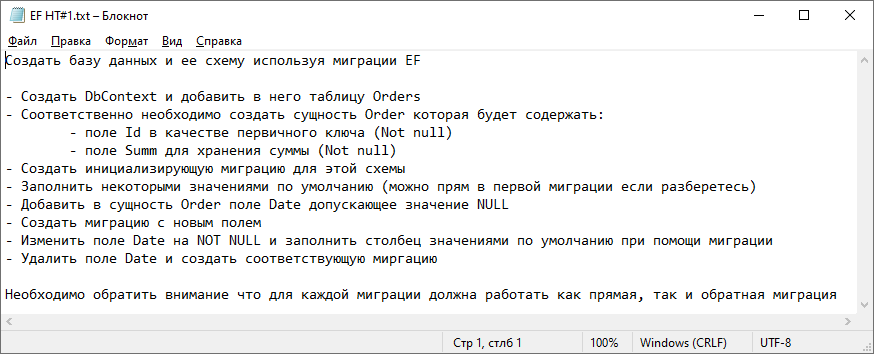 EF HT#1.txt – Блокнот
Файл Правка Формат Вид Справка
Создать базу данных и ее схему используя миграции EF
- Создать DbContext и добавить в него таблицу Orders
- Соответственно необходимо создать сущность Order которая будет содержать:
- поле Id в качестве первичного ключа (Not null)
- поле Summ для хранения суммы (Not null)
- Создать инициализирующую миграцию для этой схемы
- Заполнить некоторыми значениями по умолчанию (можно прям в первой миграции если разберетесь)
- Добавить в сущность Order поле Date допускающее значение NULL
- Создать миграцию с новым полем
- Изменить поле Date на NOT NULL и заполнить столбец значениями по умолчанию при помощи миграции
- Удалить поле Date и создать соответствующую миргацию
Необходимо обратить внимание что для каждой миграции должна работать как прямая, так и обратная миграция
Стр 1, стлб 1 100% Windows (CRLF) UTF-8